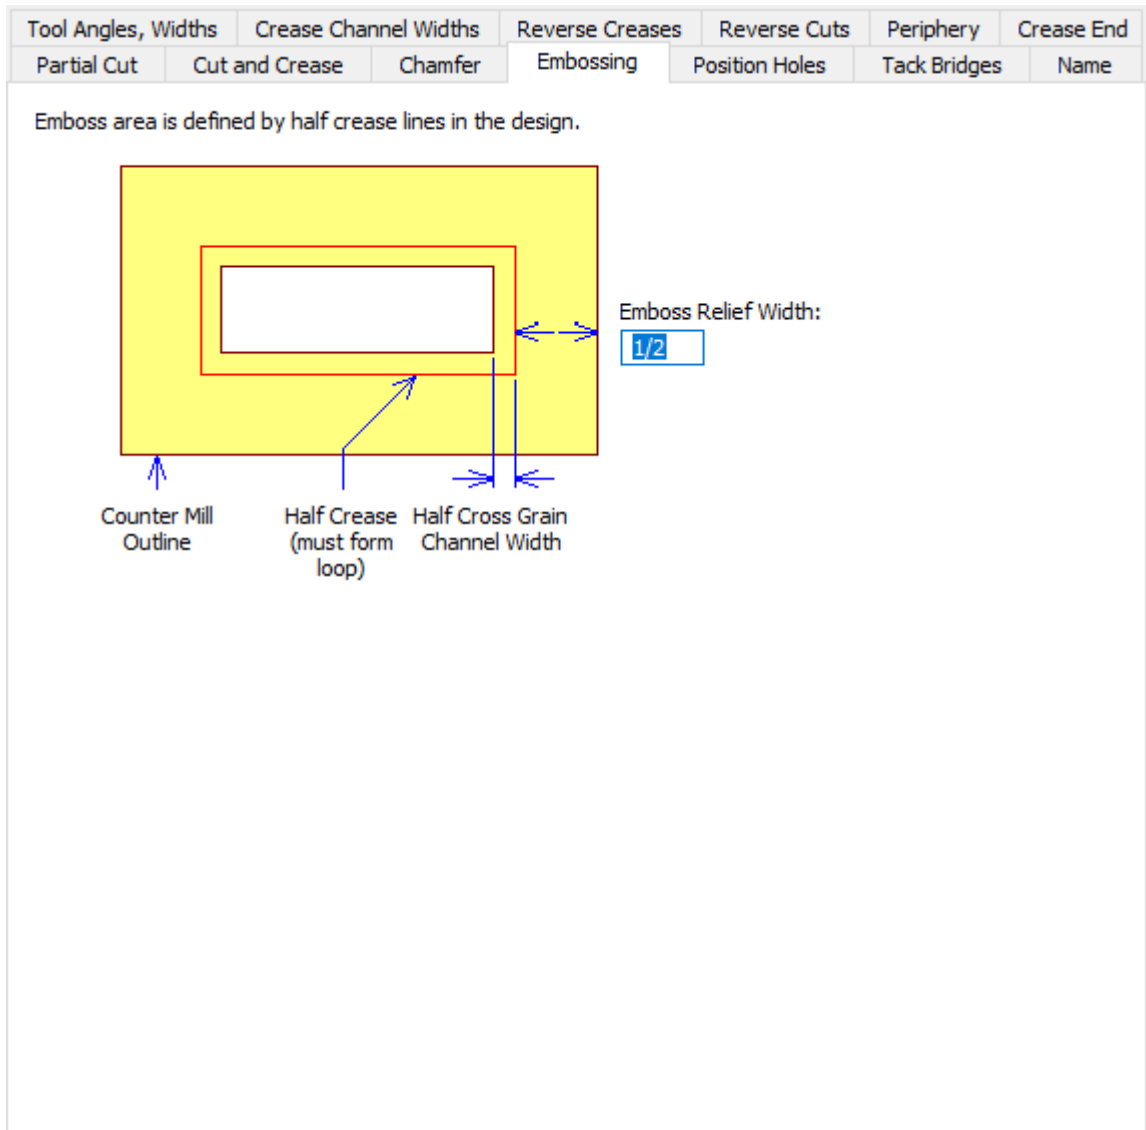 Tool Angles, Widths Crease Channel Widths Reverse Creases Reverse Cuts Periphery Crease End
Partial Cut Cut and Crease Chamfer Embossing Position Holes Tack Bridges Name
Emboss area is defined by half crease lines in the design.
Emboss Relief Width:
1/2
Counter Mill
Outline
Half Crease
(must form
loop)
Half Cross Grain
Channel Width